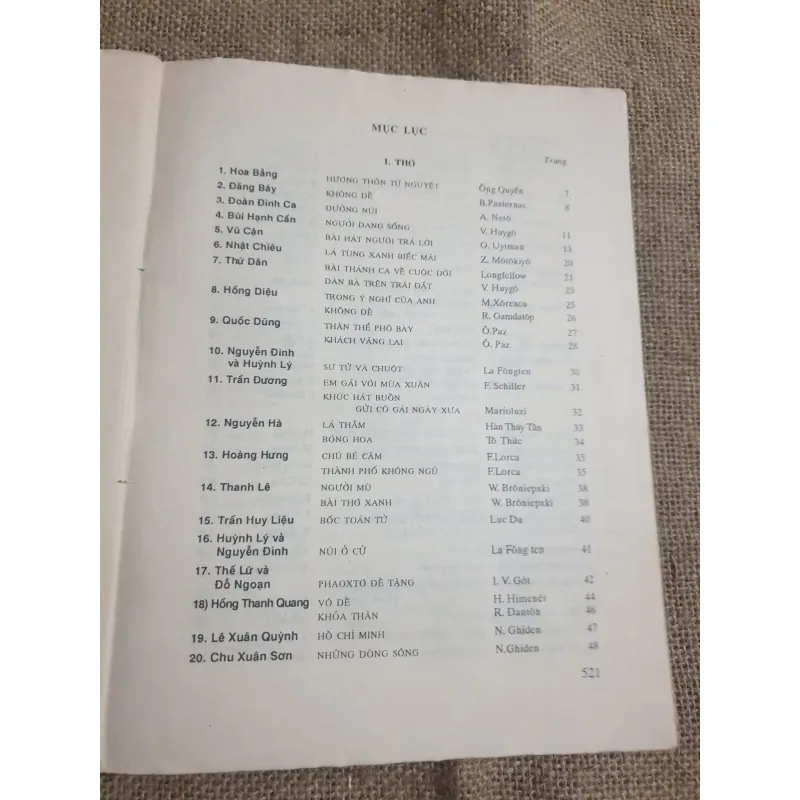 MỤC LỤC
I. THƠ Trang
1. Hoa Bằng HƯƠNG THÔN TỨ NGUYỆT Ông Quyển 7
2. Đăng Bảy KHÔNG ĐỀ B.Pasternac 8
3. Đoàn Đình Ca ĐƯỜNG NÚI A. Netô
4. Bùi Hạnh Cẩn NGƯỜI ĐANG SỐNG V. Huygô 11
5. Vũ Cận BÀI HÁT NGƯỜI TRẢ LỜI O. Uytman 13
6. Nhật Chiêu LÁ TÙNG XANH BIẾC MÃI Z. Môtôkiyô 20
7. Thứ Dân BÀI THÁNH CA VỀ CUỘC ĐỜI Longfellow 21
ĐÀN BÀ TRÊN TRÁI ĐẤT V. Huygô 23
8. Hồng Diệu TRONG Ý NGHĨ CỦA ANH M.Xôrexcu 25
KHÔNG ĐỀ R. Gamdatôp 26
9. Quốc Dũng THÂN THỂ PHÔ BÀY Ô.Paz 27
KHÁCH VÃNG LAI Ô. Paz 28
10. Nguyễn Đình
và Huỳnh Lý SƯ TỬ VÀ CHUỘT La Fôngten 30
11. Trần Đương EM GÁI VỚI MÙA XUÂN F. Schiller 31
KHÚC HÁT BUỒN
GỬI CÔ GÁI NGÀY XƯA Marioluzi 32
12. Nguyễn Hà LÁ THẮM Hàn Thúy Tần 33
BÓNG HOA Tô Thức 34
13. Hoàng Hưng CHÚ BÉ CÂM F.Lorca 35
THÀNH PHỐ KHÔNG NGỦ F.Lorca 35
14. Thanh Lê NGƯỜI MÙ W. Brôniepxki 38
BÀI THƠ XANH W. Brôniepxki 38
15. Trần Huy Liệu BỐC TOÁN TỬ Lục Du 40
16. Huỳnh Lý và
Nguyễn Đình NÚI Ở CỮ La Fông ten 41
17. Thế Lữ và
Đỗ Ngoạn PHAOXTƠ ĐỀ TẶNG I. V. Gớt 42
18) Hồng Thanh Quang VÔ ĐỀ H. Himenét 44
KHỎA THÂN R. Dantôn 46
19. Lê Xuân Quỳnh HỒ CHÍ MINH N. Ghiden 47
20. Chu Xuân Sơn NHỮNG DÒNG SÔNG N.Ghiden 48
521